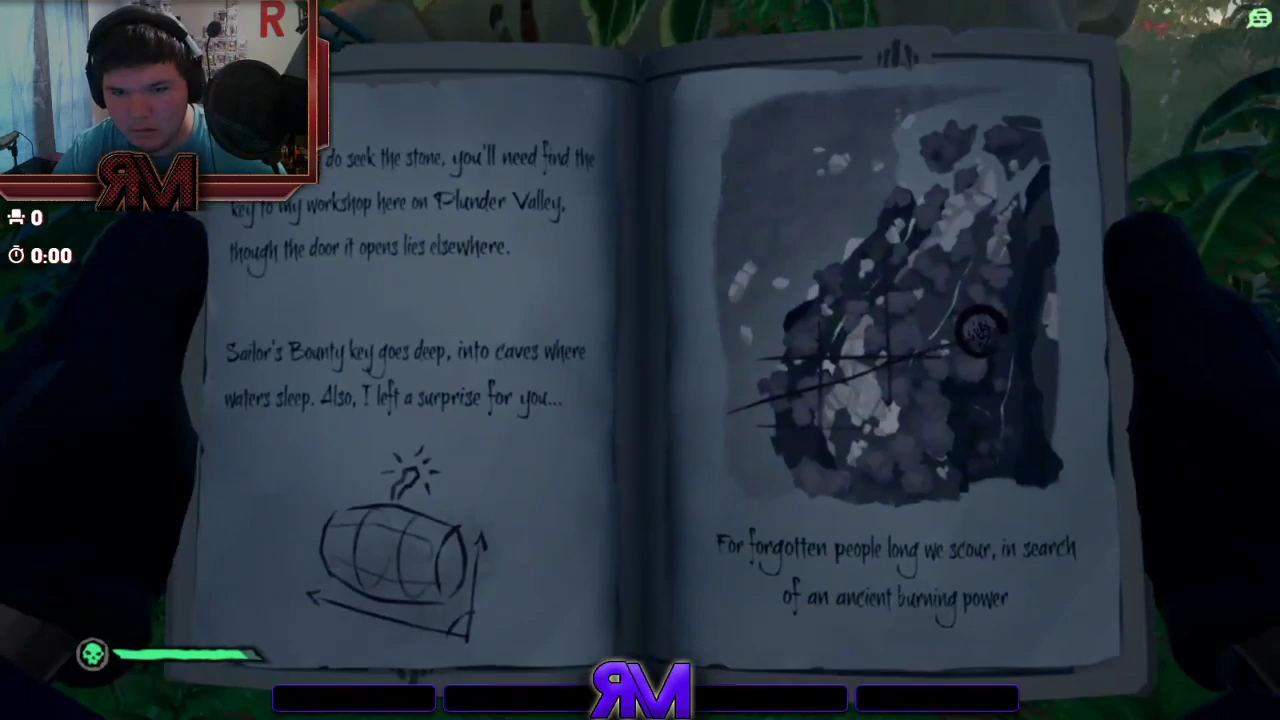 R
do seek the stone, you'll need find the
key to my workshop here on Plunder Valley,
though the door it opens lies elsewhere.
Sailor's Bounty key goes deep, into caves where
waters sleep. Also, I left a surprise for you...
For forgotten people long we scour, in search
of an ancient burning power
RM
0
0:00
RM